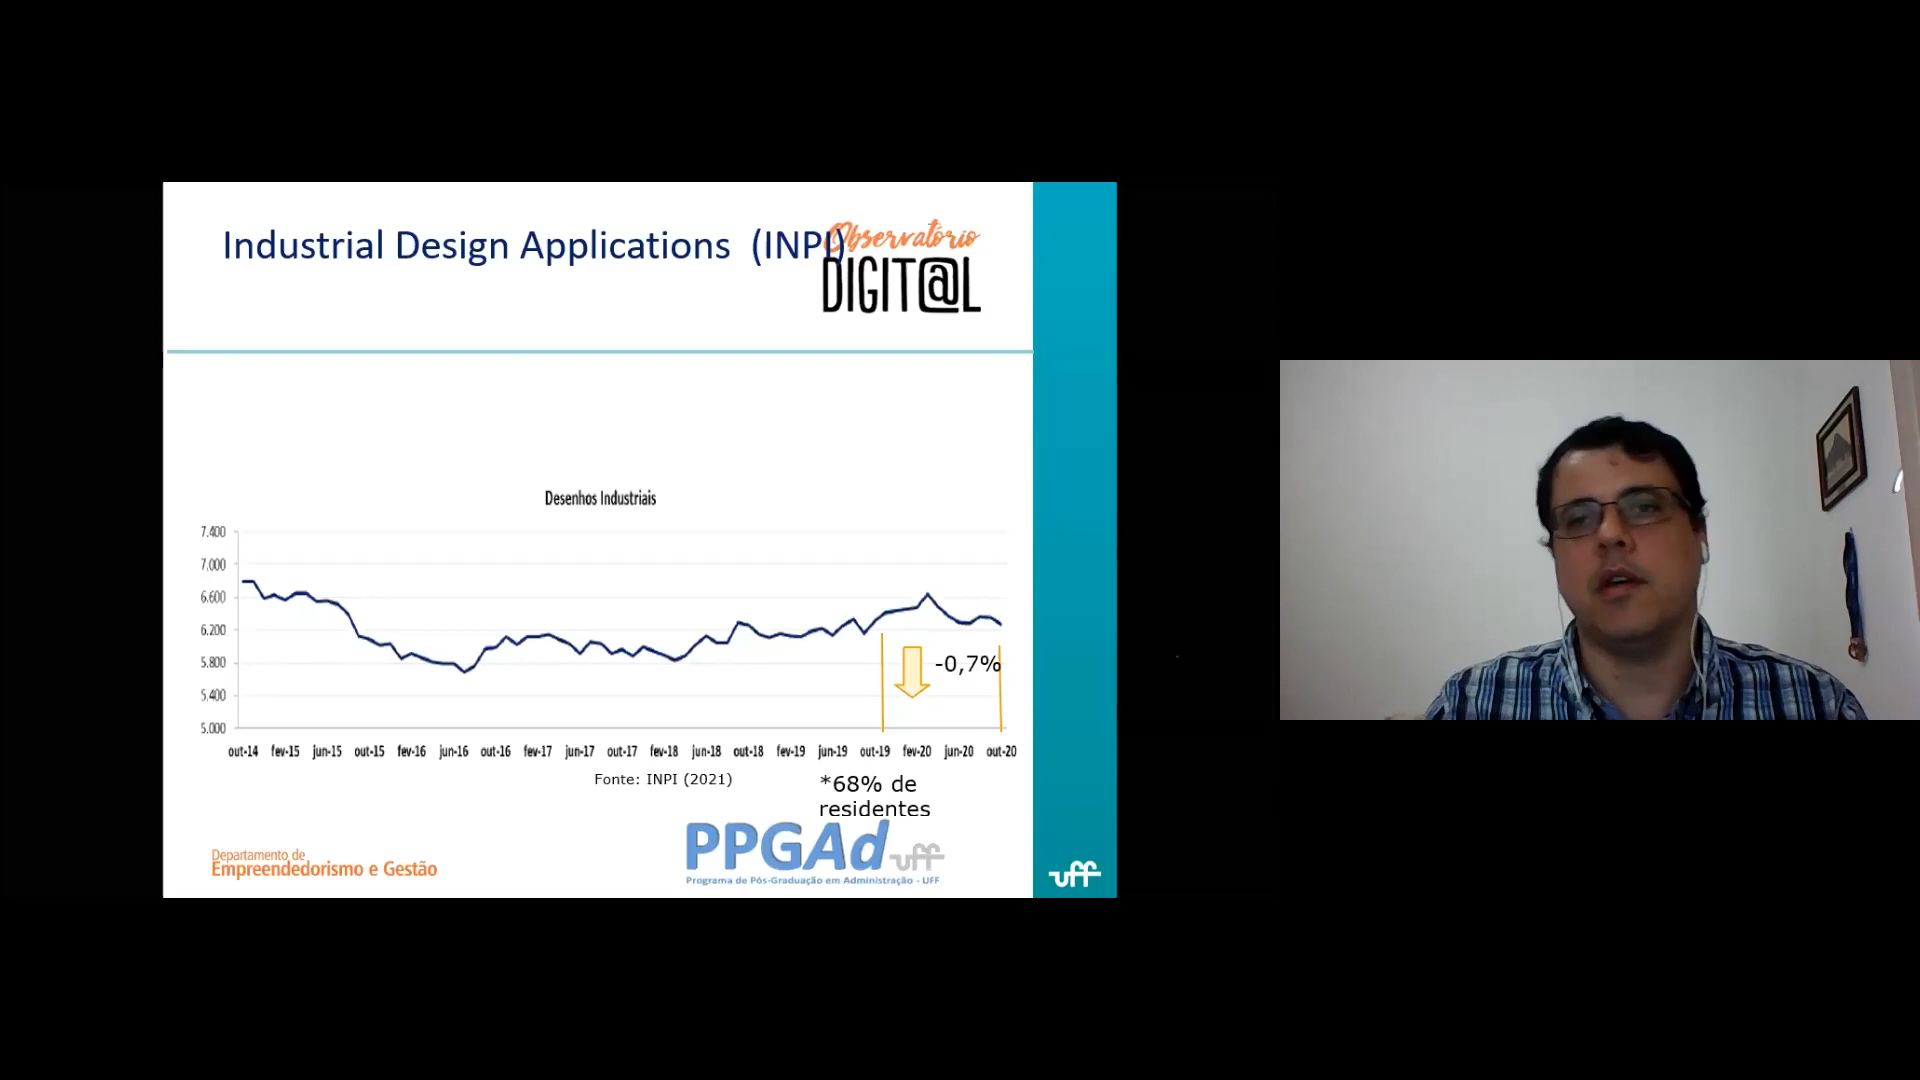 Industrial Design Applications (INPI)
Observatório
DIGIT@L
Desenhos Industriais
7.400
7.000
6.600
6.200
5.800
5.400
5.000
-0,7%
out-14 fev-15 jun-15 out-15 fev-16 jun-16 out-16 fev-17 jun-17 out-17 fev-18 jun-18 out-18 fev-19 jun-19 out-19 fev-20 jun-20 out-20
Fonte: INPI (2021)
*68% de
residentes
Departamento de
Empreendedorismo e Gestão
PPGAd uff
Programa de Pós-Graduação em Administração - UFF
uff